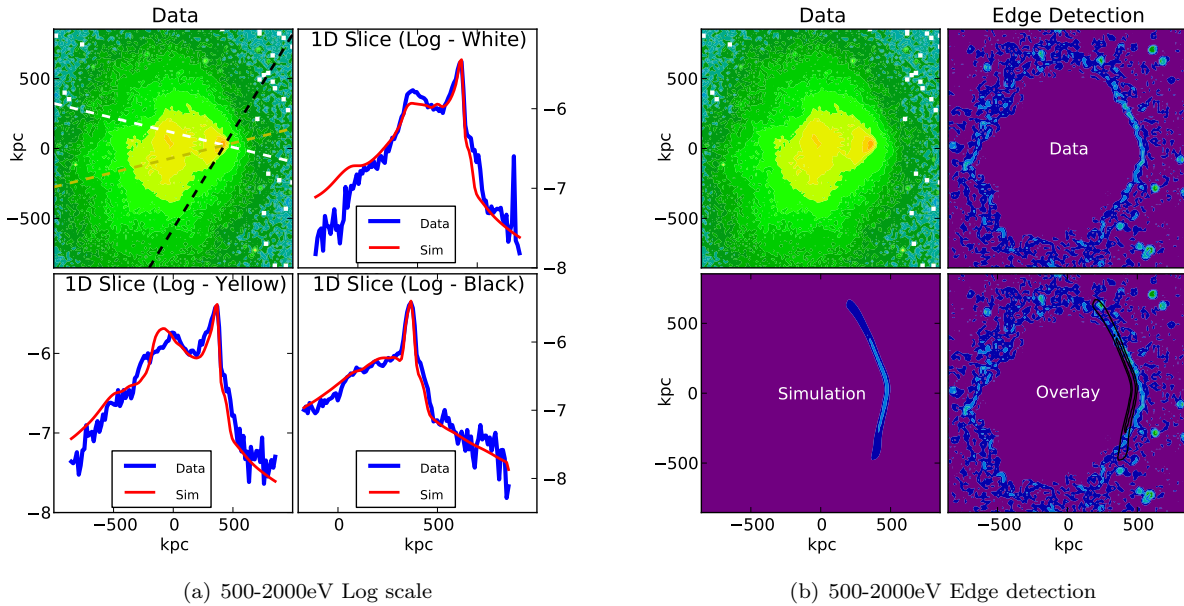 Data
1D Slice (Log - White)
500
0
−500
kpc
−6
−7
−8
Data
Sim
1D Slice (Log - Yellow)
1D Slice (Log - Black)
−6
−7
−8
Data
Sim
Data
Sim
−6
−7
−8
−500
0
500
kpc
0
500
kpc
(a) 500-2000eV Log scale
Data
Edge Detection
500
0
−500
kpc
Data
500
0
−500
kpc
Simulation
Overlay
−500
0
500
kpc
−500
0
500
kpc
(b) 500-2000eV Edge detection